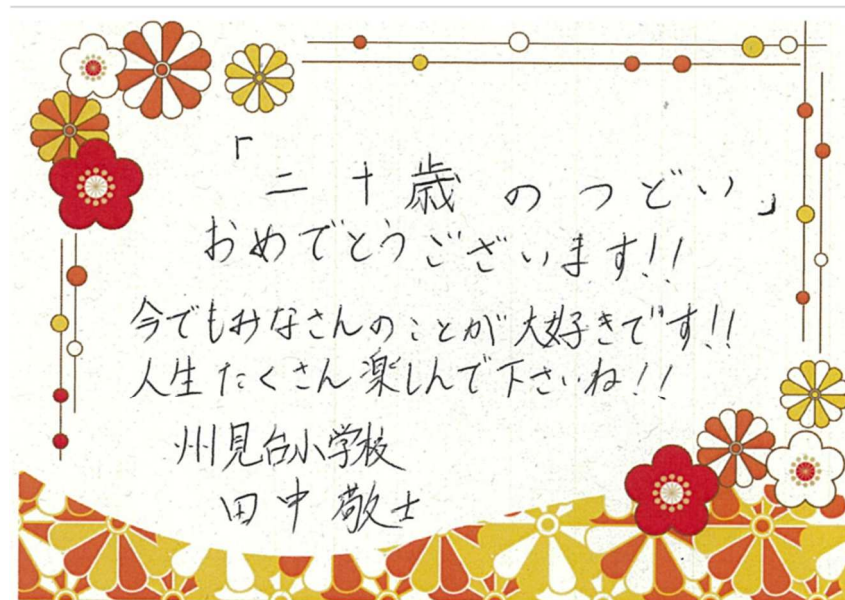 「二十歳のつどい」
おめでとうございます!!
今でもみなさんのことが大好きです!!
人生たくさん楽しんで下さいね!!
州見台小学校
田中敬士